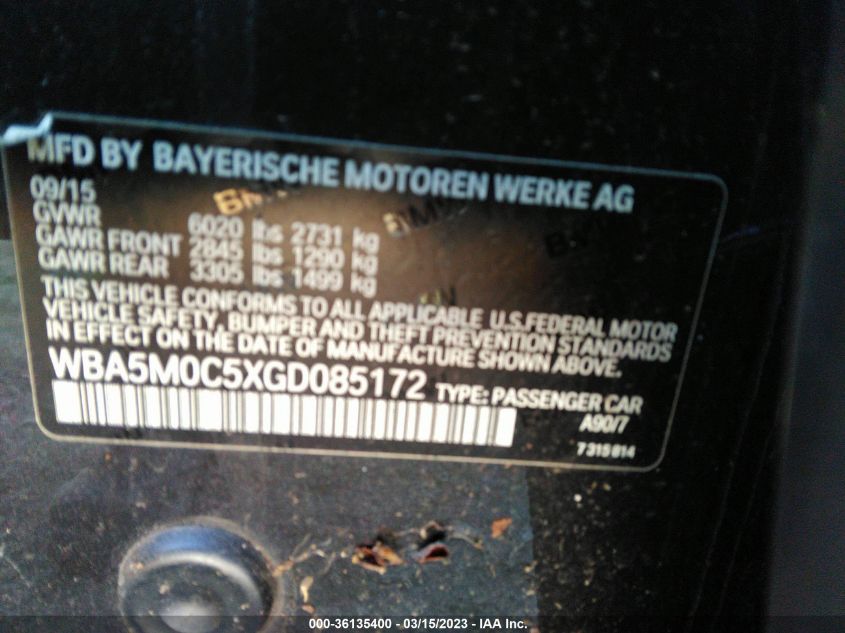 MFD BY BAYERISCHE MOTOREN WERKE AG
09/15
GVWR 6020 lbs 2731 kg
GAWR FRONT 2845 lbs 1290 kg
GAWR REAR 3305 lbs 1499 kg
THIS VEHICLE CONFORMS TO ALL APPLICABLE U.S.FEDERAL MOTOR
VEHICLE SAFETY, BUMPER AND THEFT PREVENTION STANDARDS
IN EFFECT ON THE DATE OF MANUFACTURE SHOWN ABOVE.
WBA5M0C5XGD085172 TYPE: PASSENGER CAR
A90/7
7315814
000-36135400 - 03/15/2023 - IAA Inc.